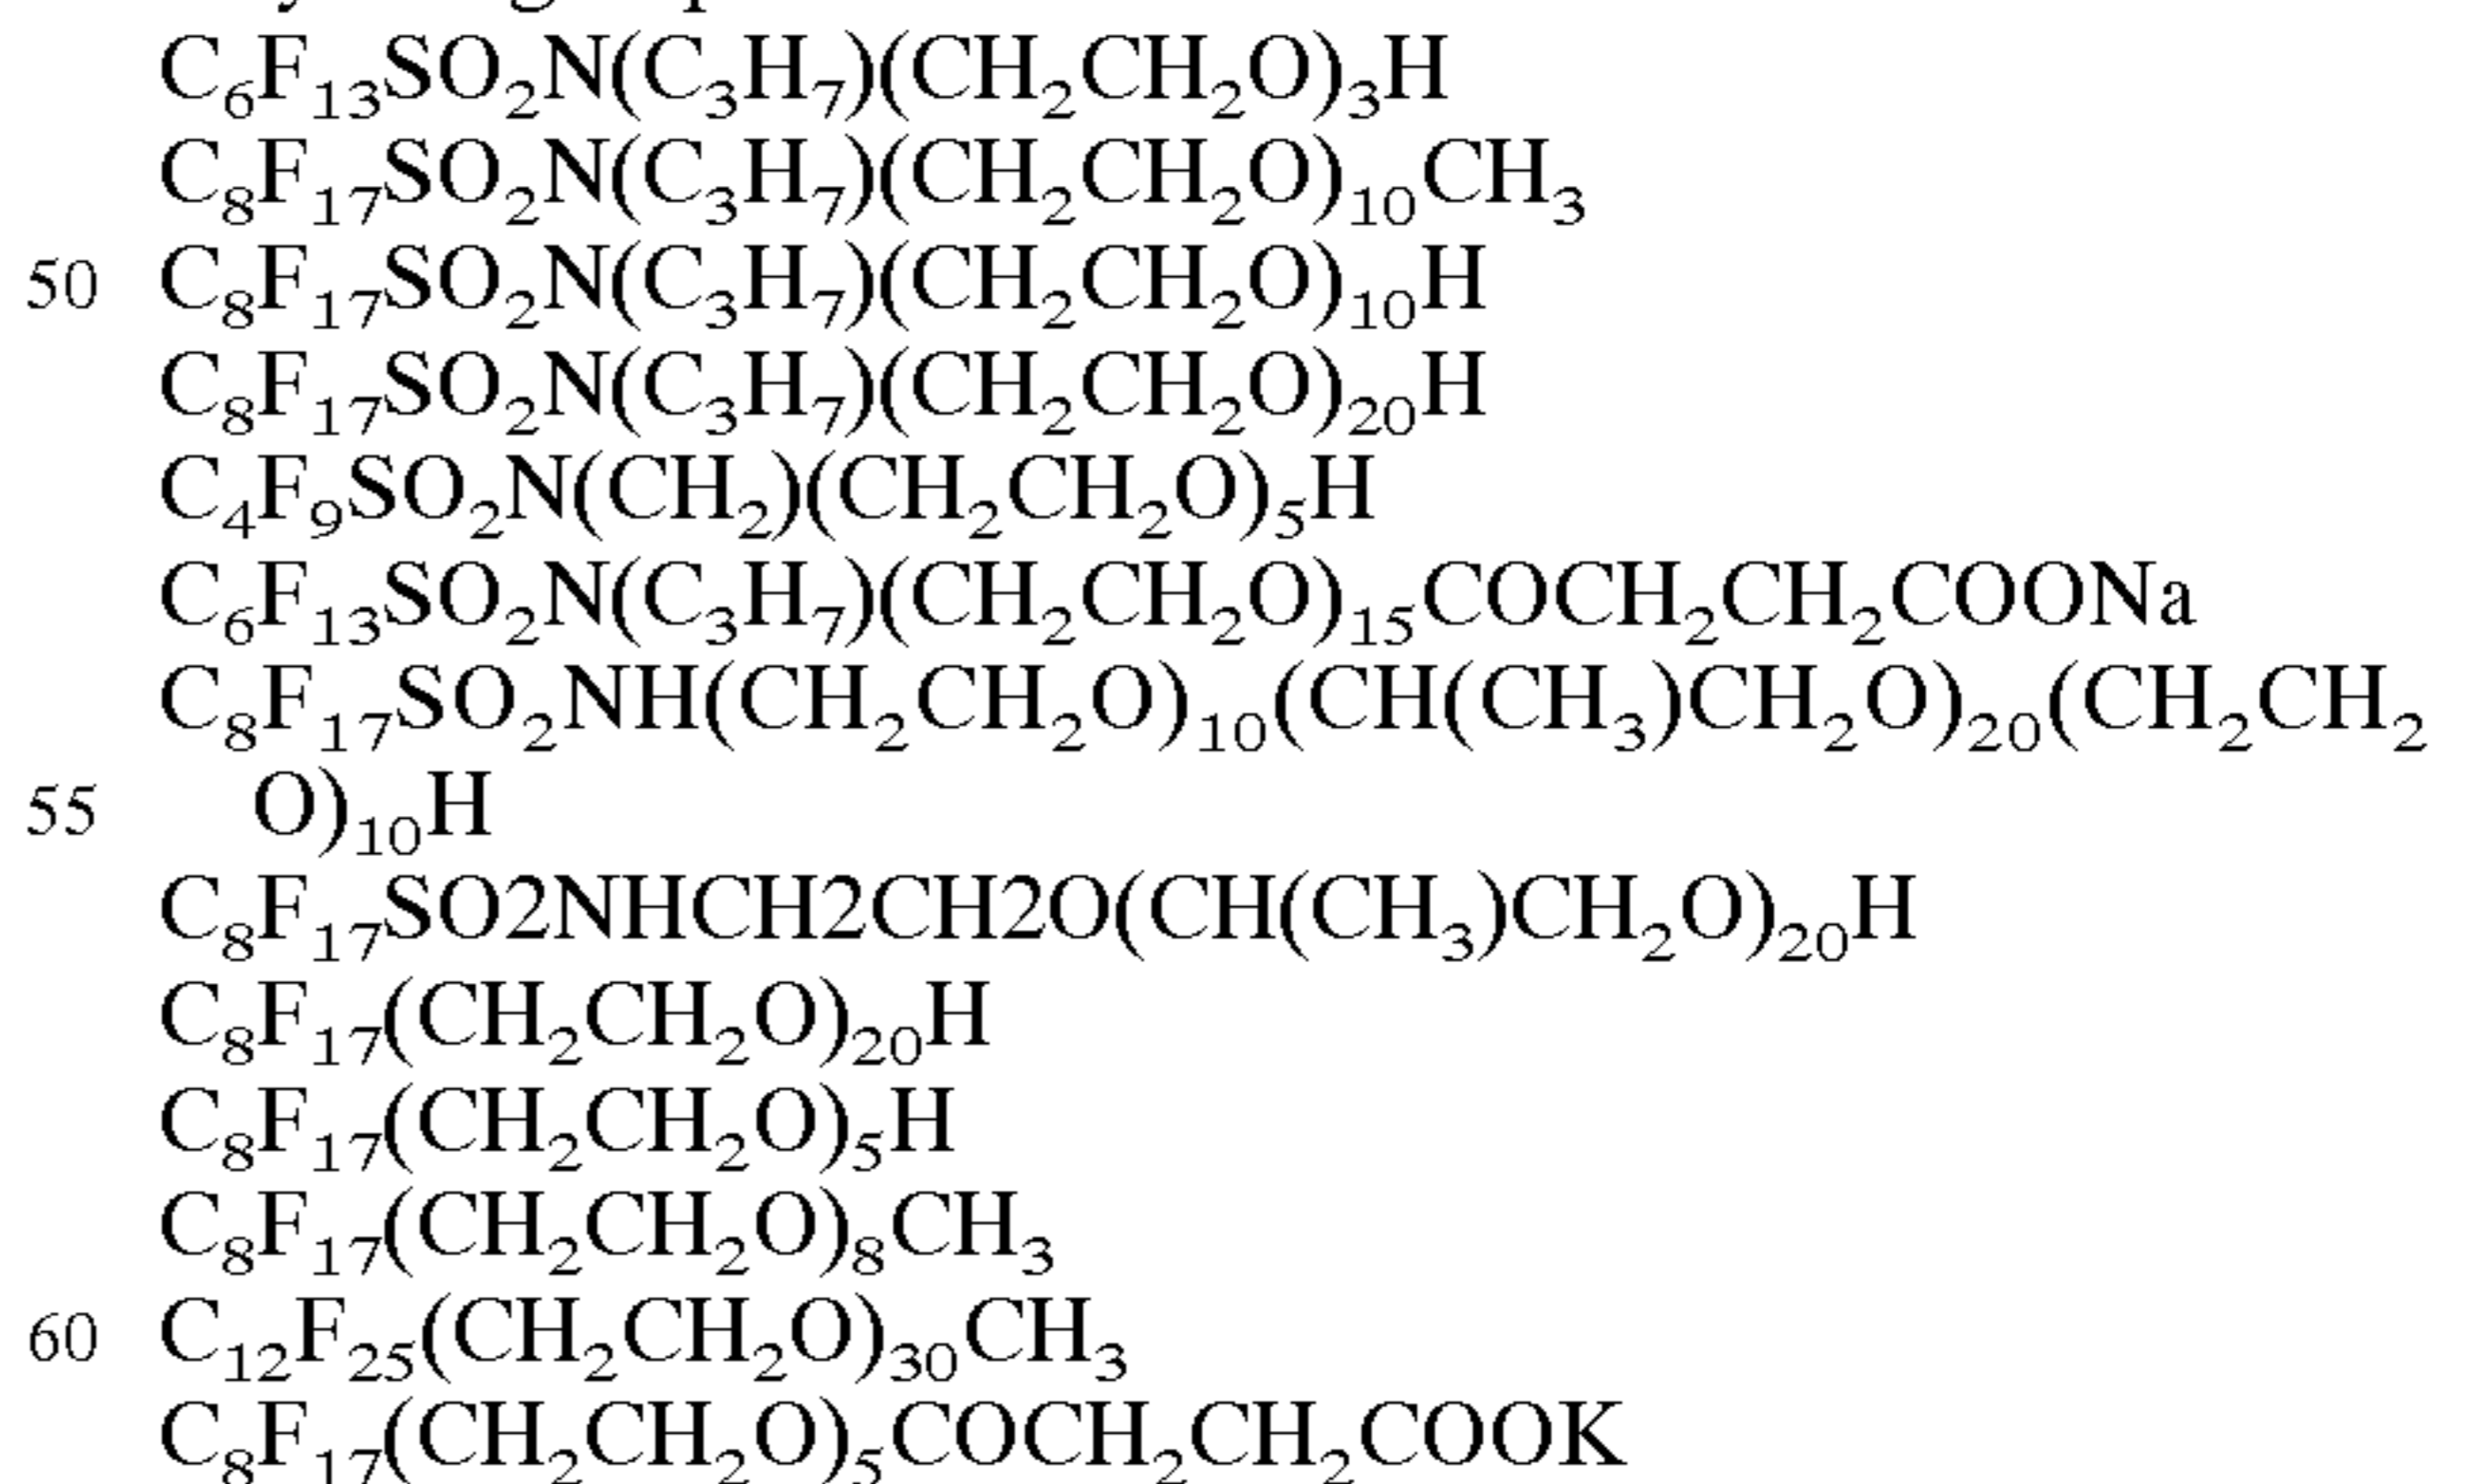 C₆F₁₃SO₂N(C₃H₇)(CH₂CH₂O)₃H
C₈F₁₇SO₂N(C₃H₇)(CH₂CH₂O)₁₀CH₃
50 C₈F₁₇SO₂N(C₃H₇)(CH₂CH₂O)₁₀H
C₈F₁₇SO₂N(C₃H₇)(CH₂CH₂O)₂₀H
C₄F₉SO₂N(CH₂)(CH₂CH₂O)₅H
C₆F₁₃SO₂N(C₃H₇)(CH₂CH₂O)₁₅COCH₂CH₂COONa
C₈F₁₇SO₂NH(CH₂CH₂O)₁₀(CH(CH₃)CH₂O)₂₀(CH₂CH₂
55 O)₁₀H
C₈F₁₇SO2NHCH2CH2O(CH(CH₃)CH₂O)₂₀H
C₈F₁₇(CH₂CH₂O)₂₀H
C₈F₁₇(CH₂CH₂O)₅H
C₈F₁₇(CH₂CH₂O)₈CH₃
60 C₁₂F₂₅(CH₂CH₂O)₃₀CH₃
C₈F₁₇(CH₂CH₂O)₅COCH₂CH₂COOK